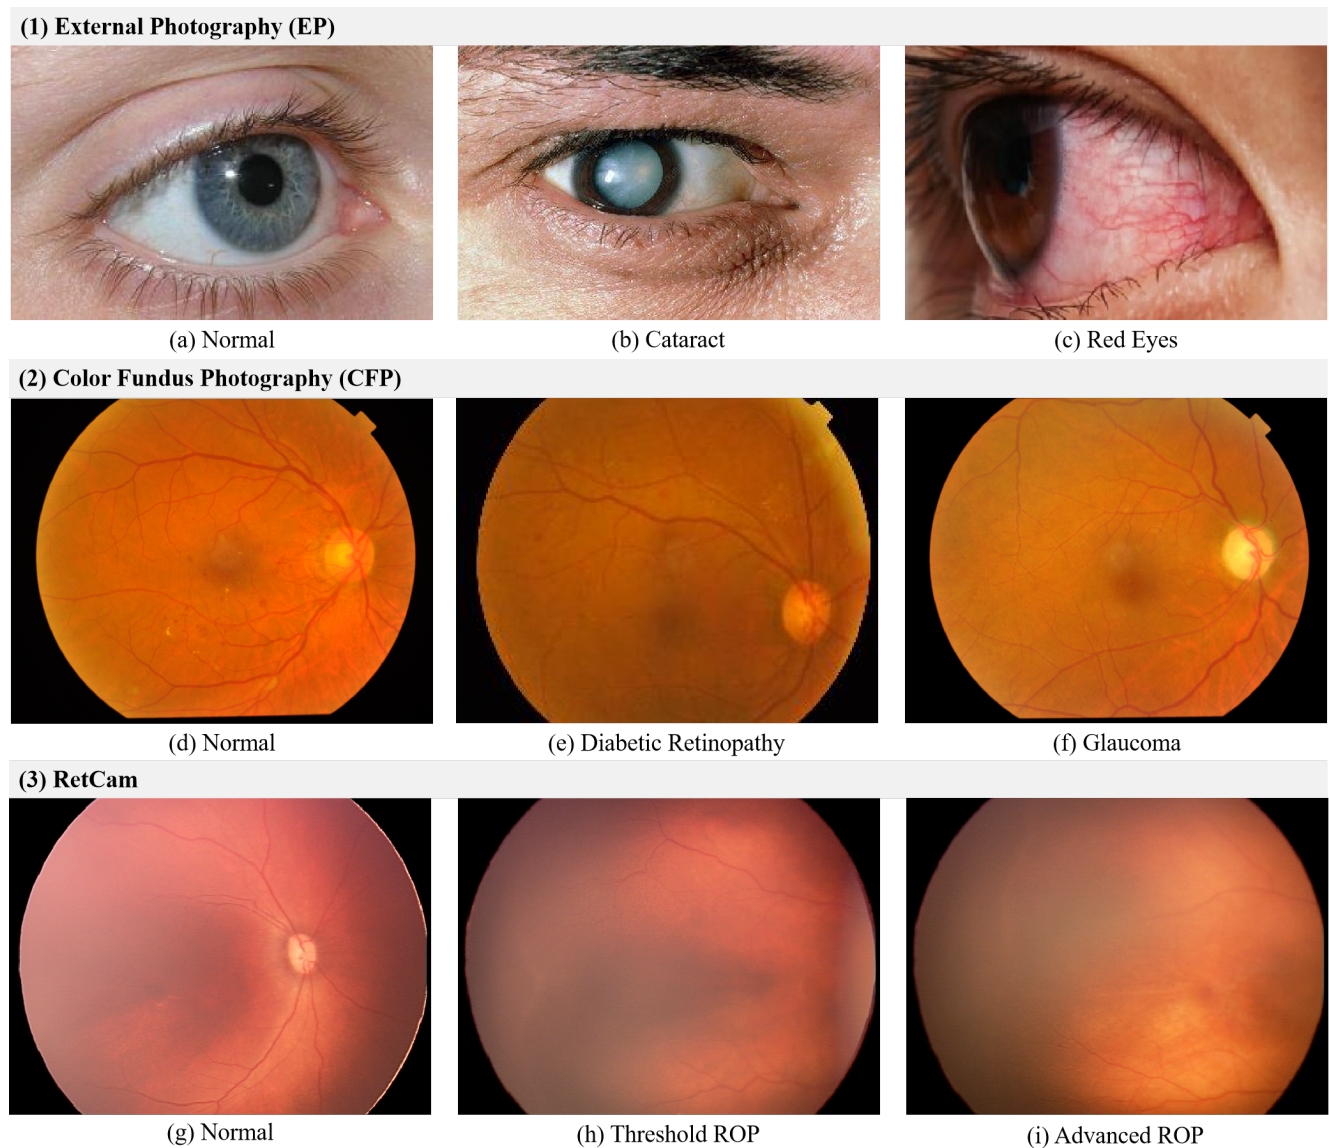 (1) External Photography (EP)
(a) Normal
(b) Cataract
(c) Red Eyes
(2) Color Fundus Photography (CFP)
(d) Normal
(e) Diabetic Retinopathy
(f) Glaucoma
(3) RetCam
(g) Normal
(h) Threshold ROP
(i) Advanced ROP